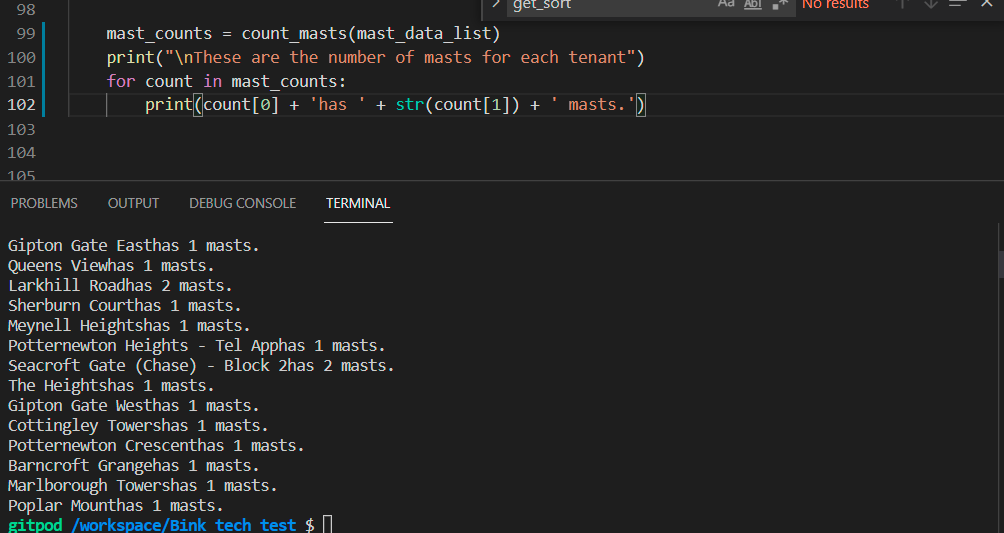 get_sort Aa Abl .* No results
98
99 mast_counts = count_masts(mast_data_list)
100 print("\nThese are the number of masts for each tenant")
101 for count in mast_counts:
102 print(count[0] + 'has ' + str(count[1]) + ' masts.')
103
104
105
PROBLEMS OUTPUT DEBUG CONSOLE TERMINAL
Gipton Gate Easthas 1 masts.
Queens Viewhas 1 masts.
Larkhill Roadhas 2 masts.
Sherburn Courthas 1 masts.
Meynell Heightshas 1 masts.
Potternewton Heights - Tel Apphas 1 masts.
Seacroft Gate (Chase) - Block 2has 2 masts.
The Heightshas 1 masts.
Gipton Gate Westhas 1 masts.
Cottingley Towershas 1 masts.
Potternewton Crescenthas 1 masts.
Barncroft Grangehas 1 masts.
Marlborough Towershas 1 masts.
Poplar Mounthas 1 masts.
gitpod /workspace/Bink tech test $